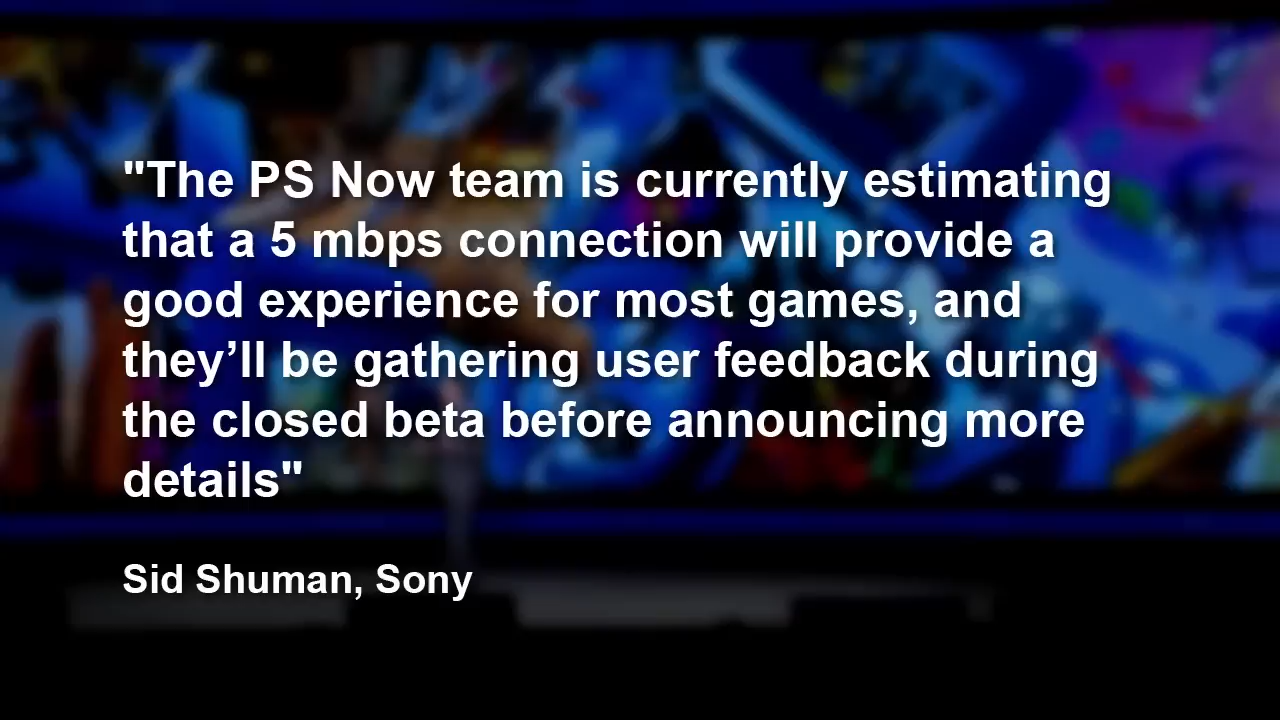 "The PS Now team is currently estimating
that a 5 mbps connection will provide a
good experience for most games, and
they’ll be gathering user feedback during
the closed beta before announcing more
details"
Sid Shuman, Sony